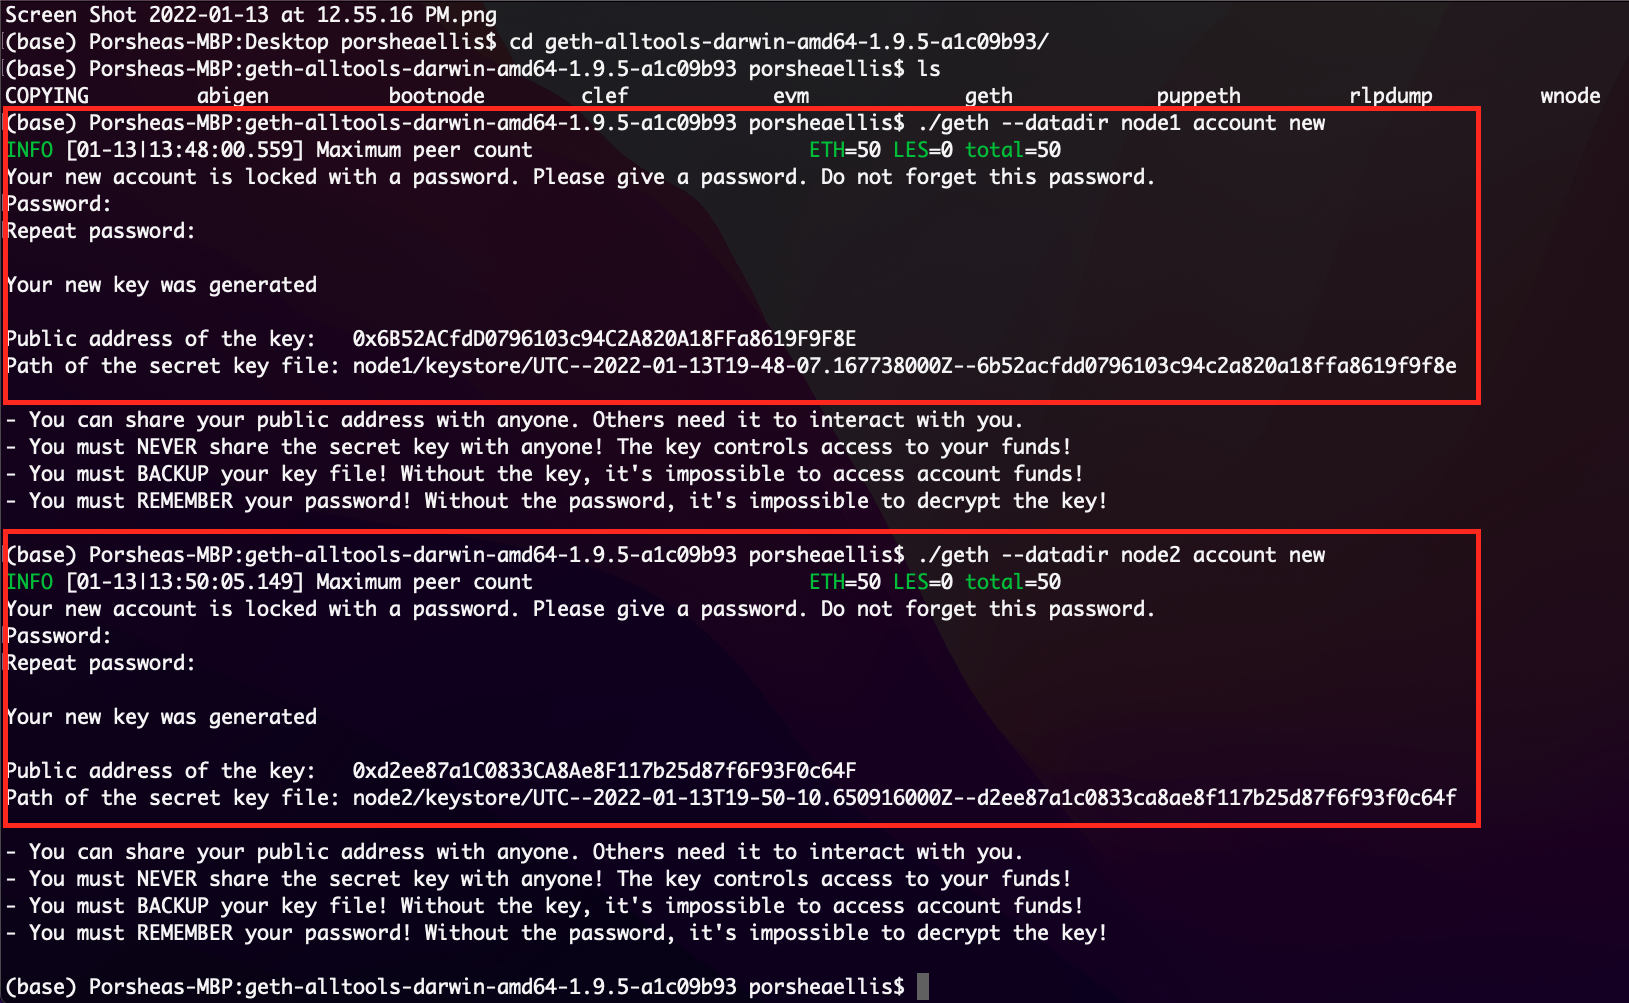 Screen Shot 2022-01-13 at 12.55.16 PM.png
(base) Porsheas-MBP:Desktop porsheaellis$ cd geth-alltools-darwin-amd64-1.9.5-a1c09b93/
(base) Porsheas-MBP:geth-alltools-darwin-amd64-1.9.5-a1c09b93 porsheaellis$ ls
COPYING abigen bootnode clef evm geth puppeth rlpdump wnode
(base) Porsheas-MBP:geth-alltools-darwin-amd64-1.9.5-a1c09b93 porsheaellis$ ./geth --datadir node1 account new
INFO [01-13|13:48:00.559] Maximum peer count ETH=50 LES=0 total=50
Your new account is locked with a password. Please give a password. Do not forget this password.
Password:
Repeat password:
Your new key was generated
Public address of the key: 0x6B52ACfdD0796103c94C2A820A18FFa8619F9F8E
Path of the secret key file: node1/keystore/UTC--2022-01-13T19-48-07.167738000Z--6b52acfdd0796103c94c2a820a18ffa8619f9f8e
- You can share your public address with anyone. Others need it to interact with you.
- You must NEVER share the secret key with anyone! The key controls access to your funds!
- You must BACKUP your key file! Without the key, it's impossible to access account funds!
- You must REMEMBER your password! Without the password, it's impossible to decrypt the key!
(base) Porsheas-MBP:geth-alltools-darwin-amd64-1.9.5-a1c09b93 porsheaellis$ ./geth --datadir node2 account new
INFO [01-13|13:50:05.149] Maximum peer count ETH=50 LES=0 total=50
Your new account is locked with a password. Please give a password. Do not forget this password.
Password:
Repeat password:
Your new key was generated
Public address of the key: 0xd2ee87a1C0833CA8Ae8F117b25d87f6F93F0c64F
Path of the secret key file: node2/keystore/UTC--2022-01-13T19-50-10.650916000Z--d2ee87a1c0833ca8ae8f117b25d87f6f93f0c64f
- You can share your public address with anyone. Others need it to interact with you.
- You must NEVER share the secret key with anyone! The key controls access to your funds!
- You must BACKUP your key file! Without the key, it's impossible to access account funds!
- You must REMEMBER your password! Without the password, it's impossible to decrypt the key!
(base) Porsheas-MBP:geth-alltools-darwin-amd64-1.9.5-a1c09b93 porsheaellis$